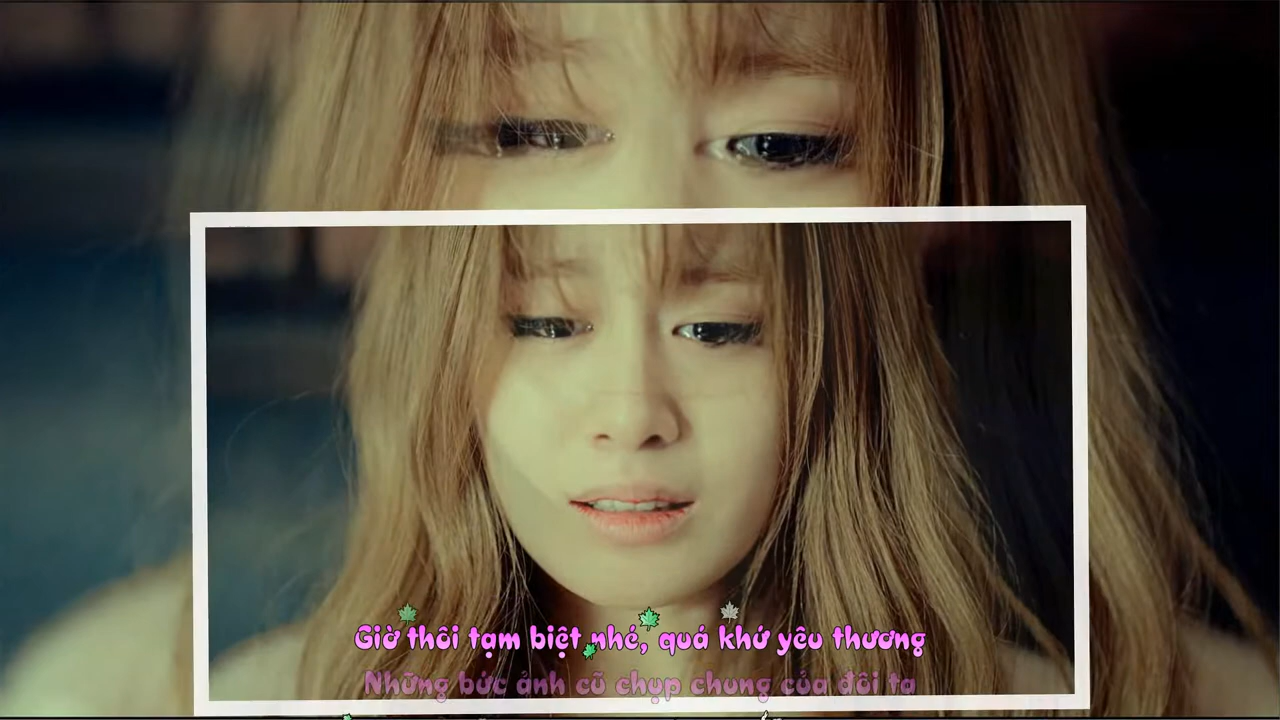 Giờ thôi tạm biệt nhé, quá khứ yêu thương
Những bức ảnh cũ chụp chung của đôi ta